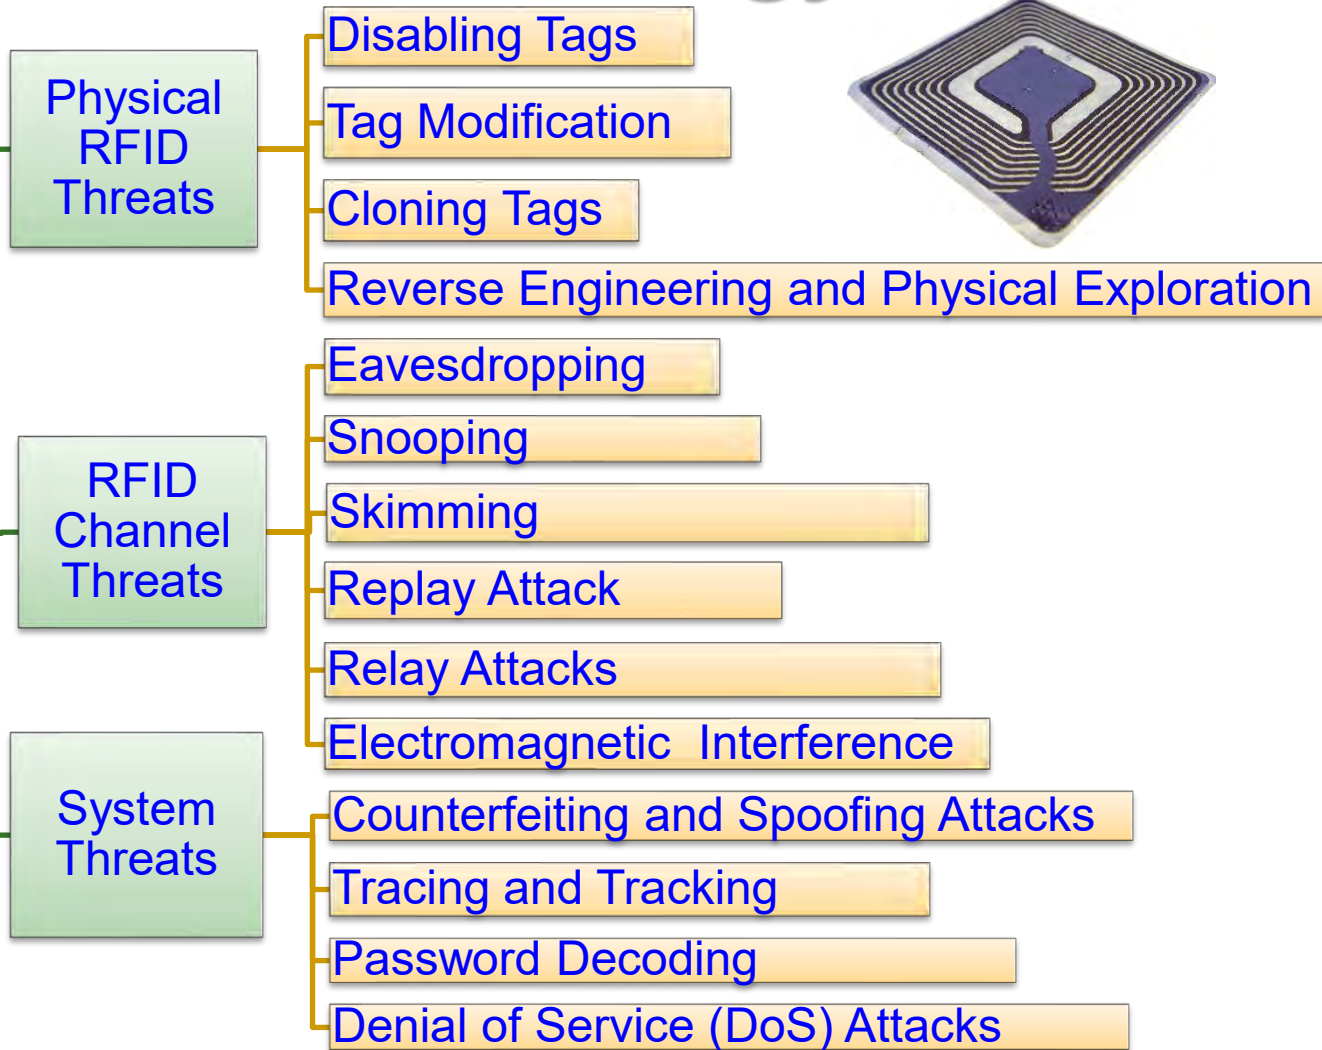 Physical
RFID
Threats
Disabling Tags
Tag Modification
Cloning Tags
Reverse Engineering and Physical Exploration
RFID
Channel
Threats
Eavesdropping
Snooping
Skimming
Replay Attack
Relay Attacks
Electromagnetic Interference
System
Threats
Counterfeiting and Spoofing Attacks
Tracing and Tracking
Password Decoding
Denial of Service (DoS) Attacks